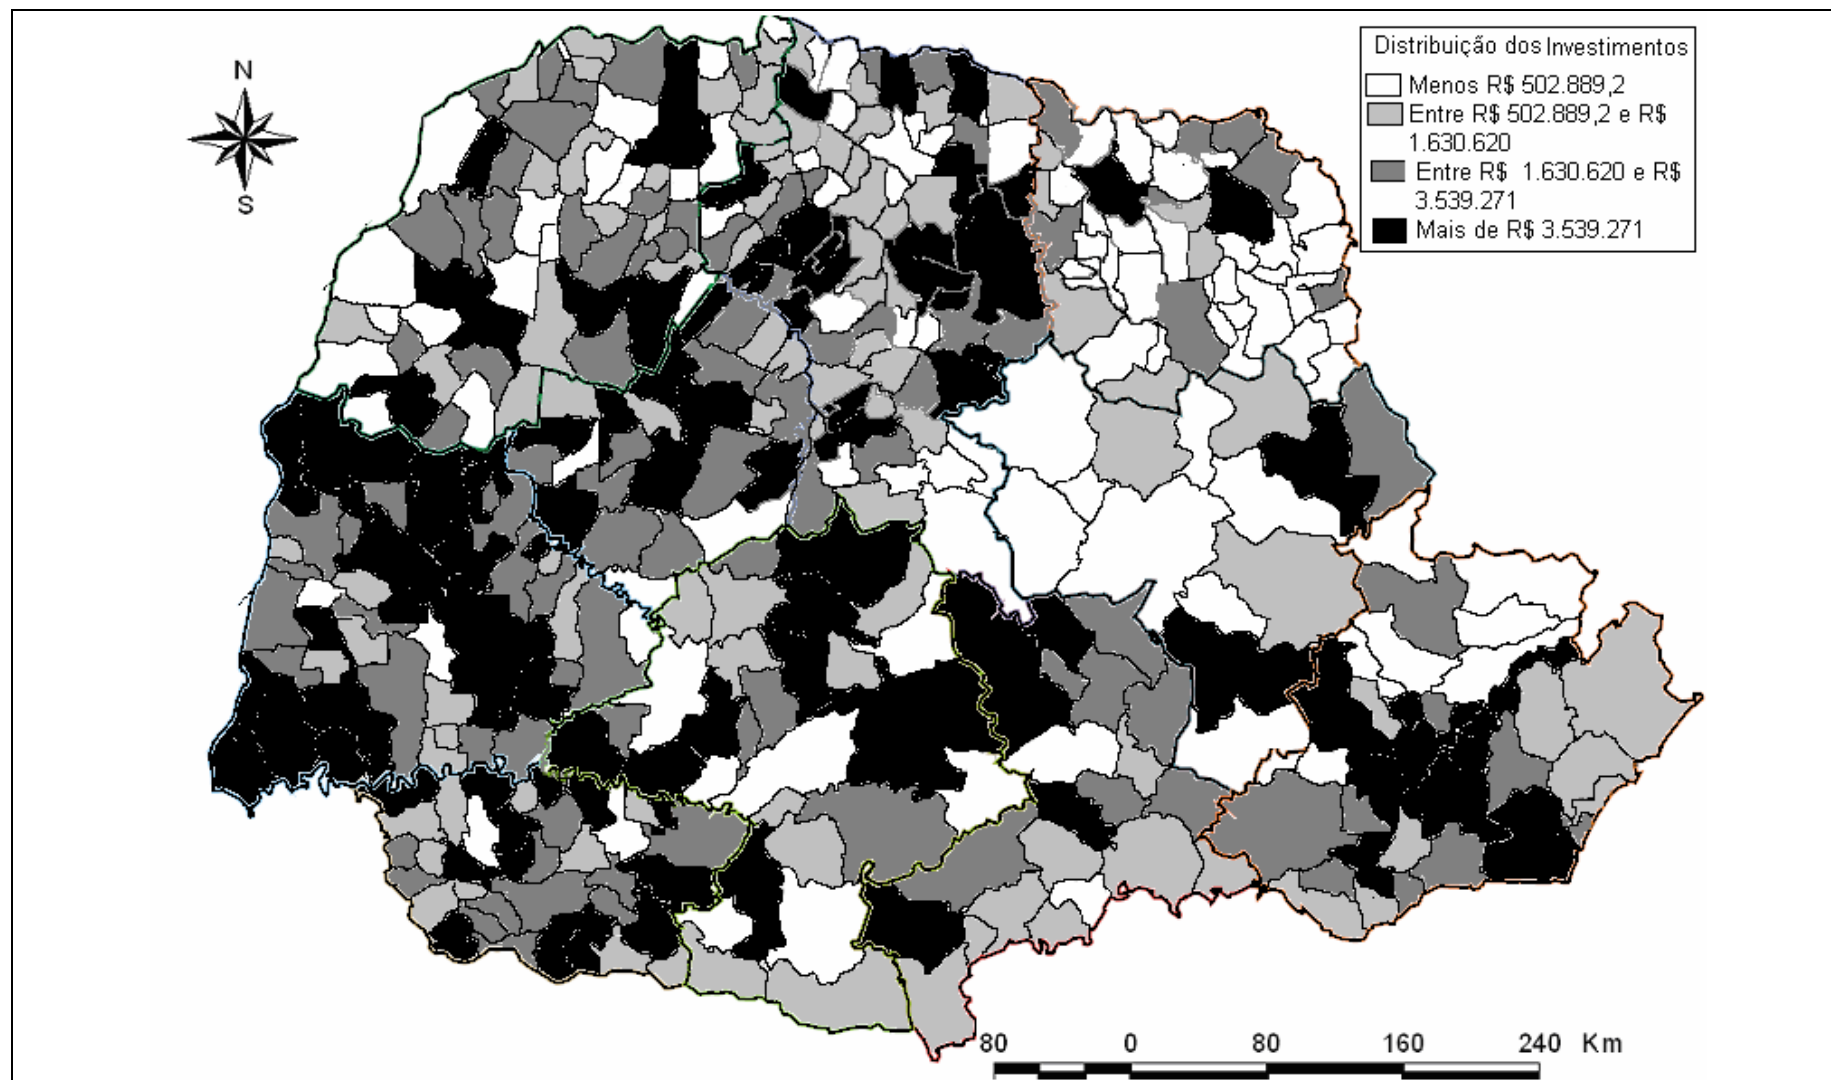 N
S
Distribuição dos Investimentos
Menos R$ 502.889,2
Entre R$ 502.889,2 e R$
1.630.620
Entre R$ 1.630.620 e R$
3.539.271
Mais de R$ 3.539.271
80 0 80 160 240 Km